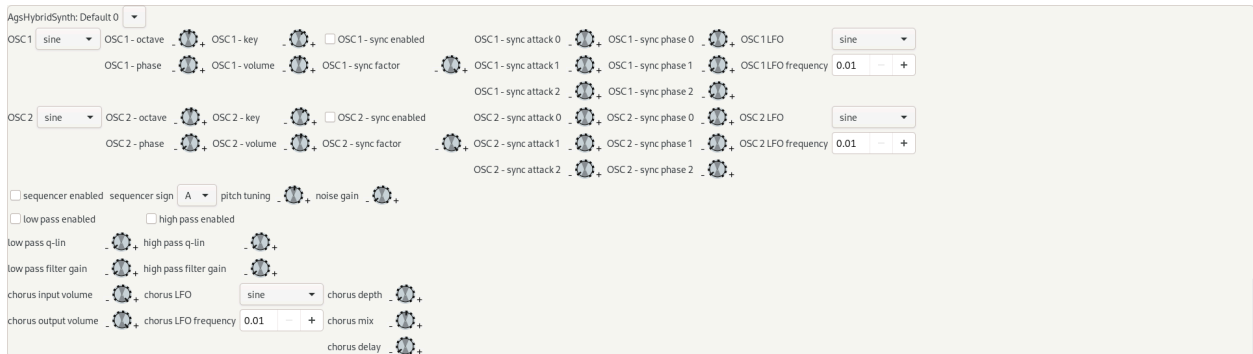 AgsHybridSynth: Default 0
OSC 1 sine OSC 1 - octave - + OSC 1 - key - + OSC 1 - sync enabled OSC 1 - sync attack 0 - + OSC 1 - sync phase 0 - + OSC 1 LFO sine
OSC 1 - phase - + OSC 1 - volume - + OSC 1 - sync factor - + OSC 1 - sync attack 1 - + OSC 1 - sync phase 1 - + OSC 1 LFO frequency 0.01 − +
OSC 1 - sync attack 2 - + OSC 1 - sync phase 2 - +
OSC 2 sine OSC 2 - octave - + OSC 2 - key - + OSC 2 - sync enabled OSC 2 - sync attack 0 - + OSC 2 - sync phase 0 - + OSC 2 LFO sine
OSC 2 - phase - + OSC 2 - volume - + OSC 2 - sync factor - + OSC 2 - sync attack 1 - + OSC 2 - sync phase 1 - + OSC 2 LFO frequency 0.01 − +
OSC 2 - sync attack 2 - + OSC 2 - sync phase 2 - +
sequencer enabled sequencer sign A pitch tuning - + noise gain - +
low pass enabled high pass enabled
low pass q-lin - + high pass q-lin - +
low pass filter gain - + high pass filter gain - +
chorus input volume - + chorus LFO sine chorus depth - +
chorus output volume - + chorus LFO frequency 0.01 − + chorus mix - +
chorus delay - +